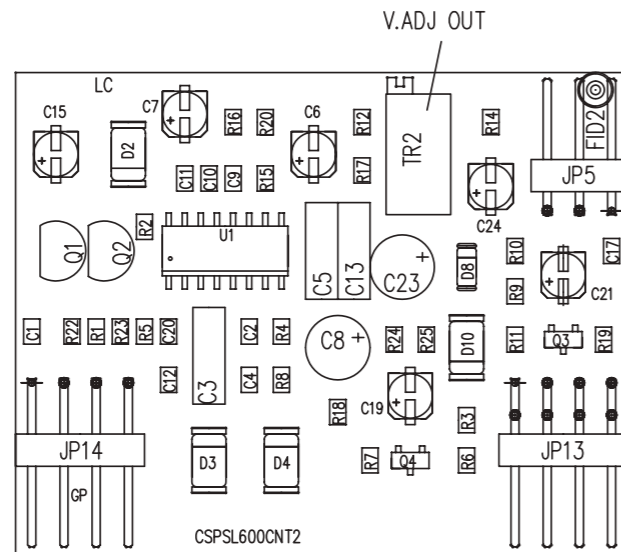 V.ADJ OUT
LC
C15
C7
D2
R16
R20
C6
R12
TR2
R14
FID2
JP5
C11
C10
C9
R15
R17
C24
Q1
Q2
R2
U1
C5
C13
C23
D8
R10
R9
C21
C17
C1
R22
R1
R23
R5
C20
C3
C2
R4
C8
R24
R25
D10
R11
Q3
R19
C12
C4
R8
C19
R18
R3
JP14
GP
D3
D4
R7
Q4
R6
JP13
CSPSL600CNT2